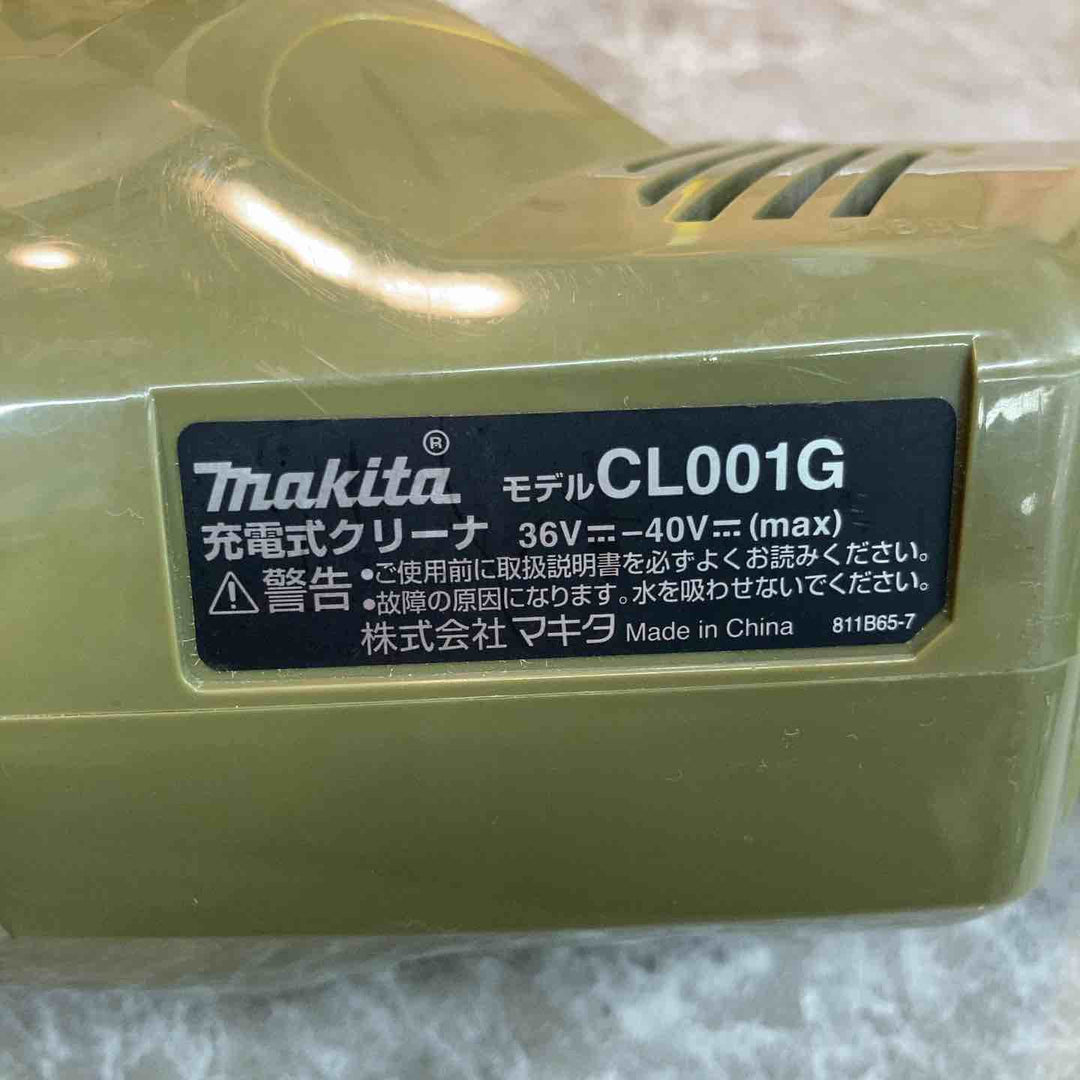 makita®
モデルCL001G
充電式クリーナ 36V⎓–40V⎓(max)
⚠警告 •ご使用前に取扱説明書を必ずよくお読みください。
•故障の原因になります。水を吸わせないでください。
株式会社 マキタ Made in China 811B65-7